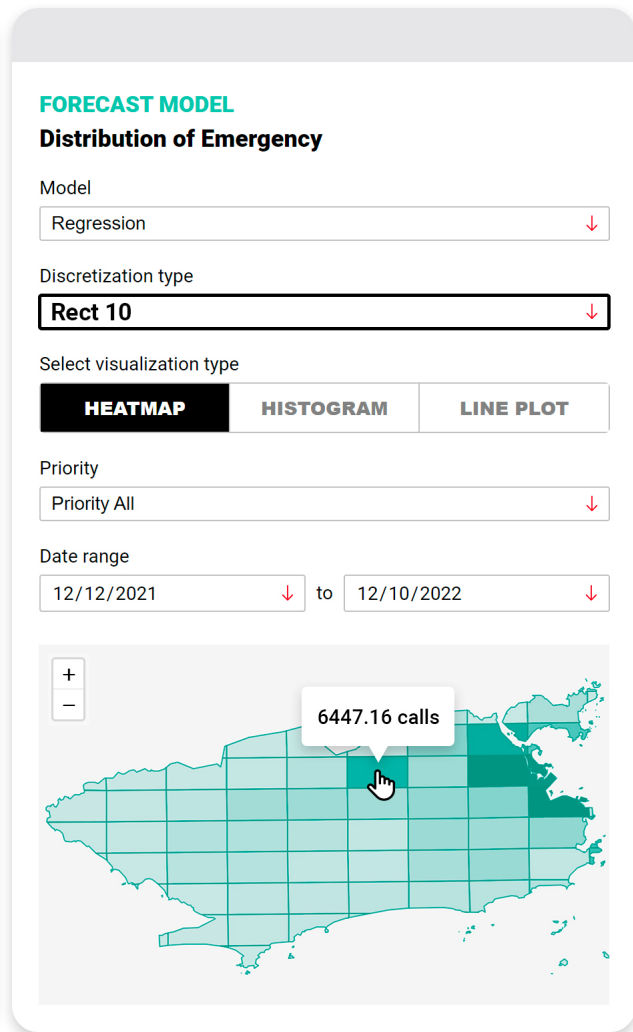 FORECAST MODEL
Distribution of Emergency
Model
Regression
Discretization type
Rect 10
Select visualization type
HEATMAP HISTOGRAM LINE PLOT
Priority
Priority All
Date range
12/12/2021 to 12/10/2022
+
−
6447.16 calls